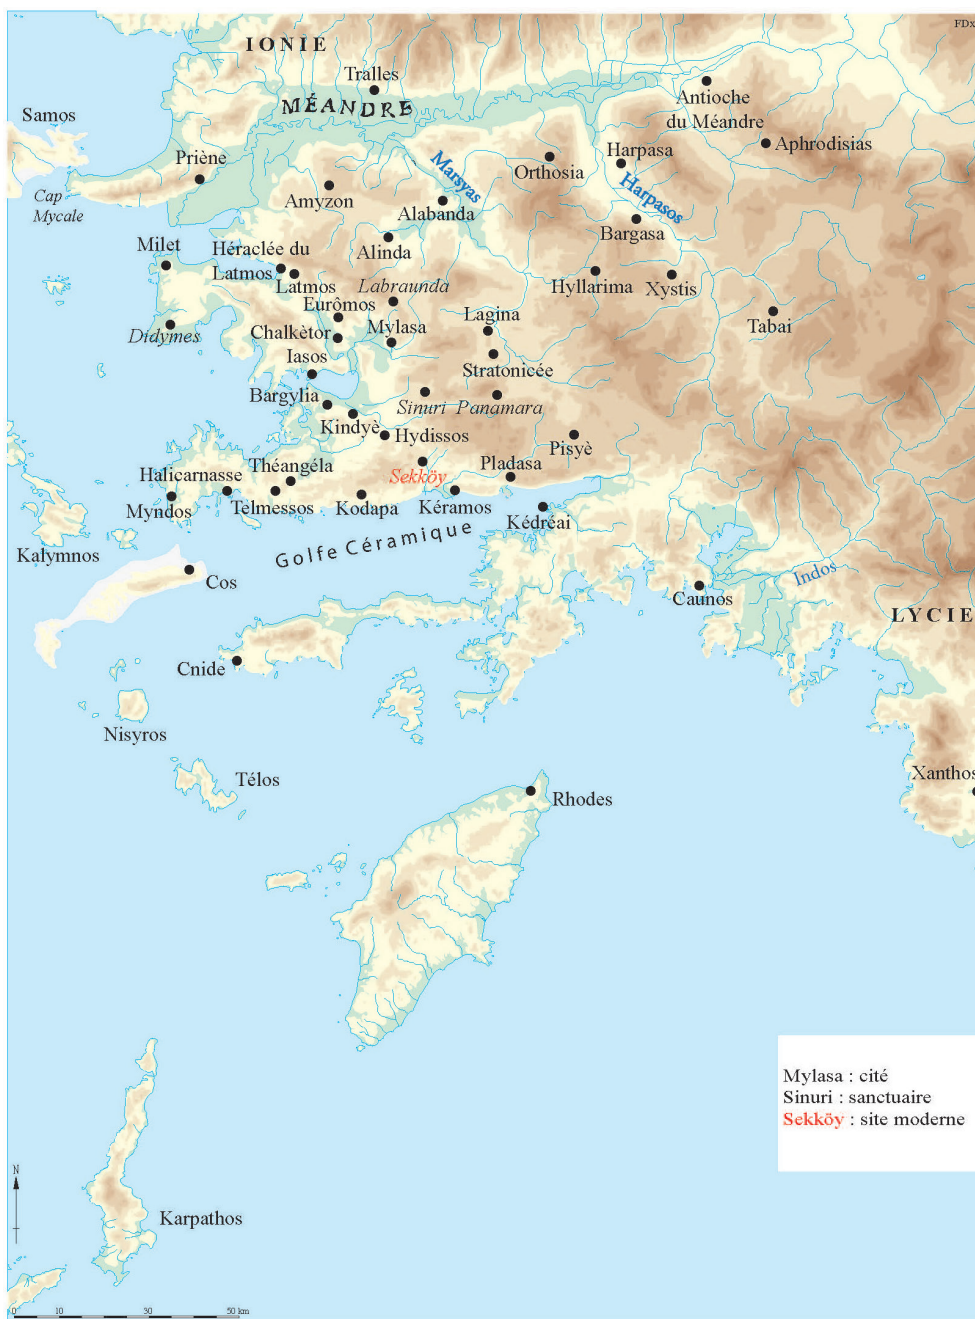 FDx
IONIE
Tralles
MÉANDRE
Antioche
du Méandre
Samos
Aphrodisias
Harpasa
Priène
Marsyas
Orthosia
Harpasos
Cap
Mycale
Amyzon
Alabanda
Bargasa
Milet
Héraclée du
Latmos
Alinda
Latmos
Hyllarima
Xystis
Labraunda
Eurômos
Lagina
Tabai
Didymes
Chalkètor
Mylasa
Iasos
Stratonicée
Bargylia
Sinuri
Panamara
Kindyè
Hydissos
Pisyè
Théangéla
Halicarnasse
Sekköy
Pladasa
Myndos
Telmessos
Kodapa
Kéramos
Kédréai
Golfe Céramique
Kalymnos
Cos
Indos
Caunos
LYCIE
Cnide
Nisyros
Télos
Xanthos
Rhodes
Mylasa : cité
Sinuri : sanctuaire
Sekköy : site moderne
N
Karpathos
0 10 30 50 km